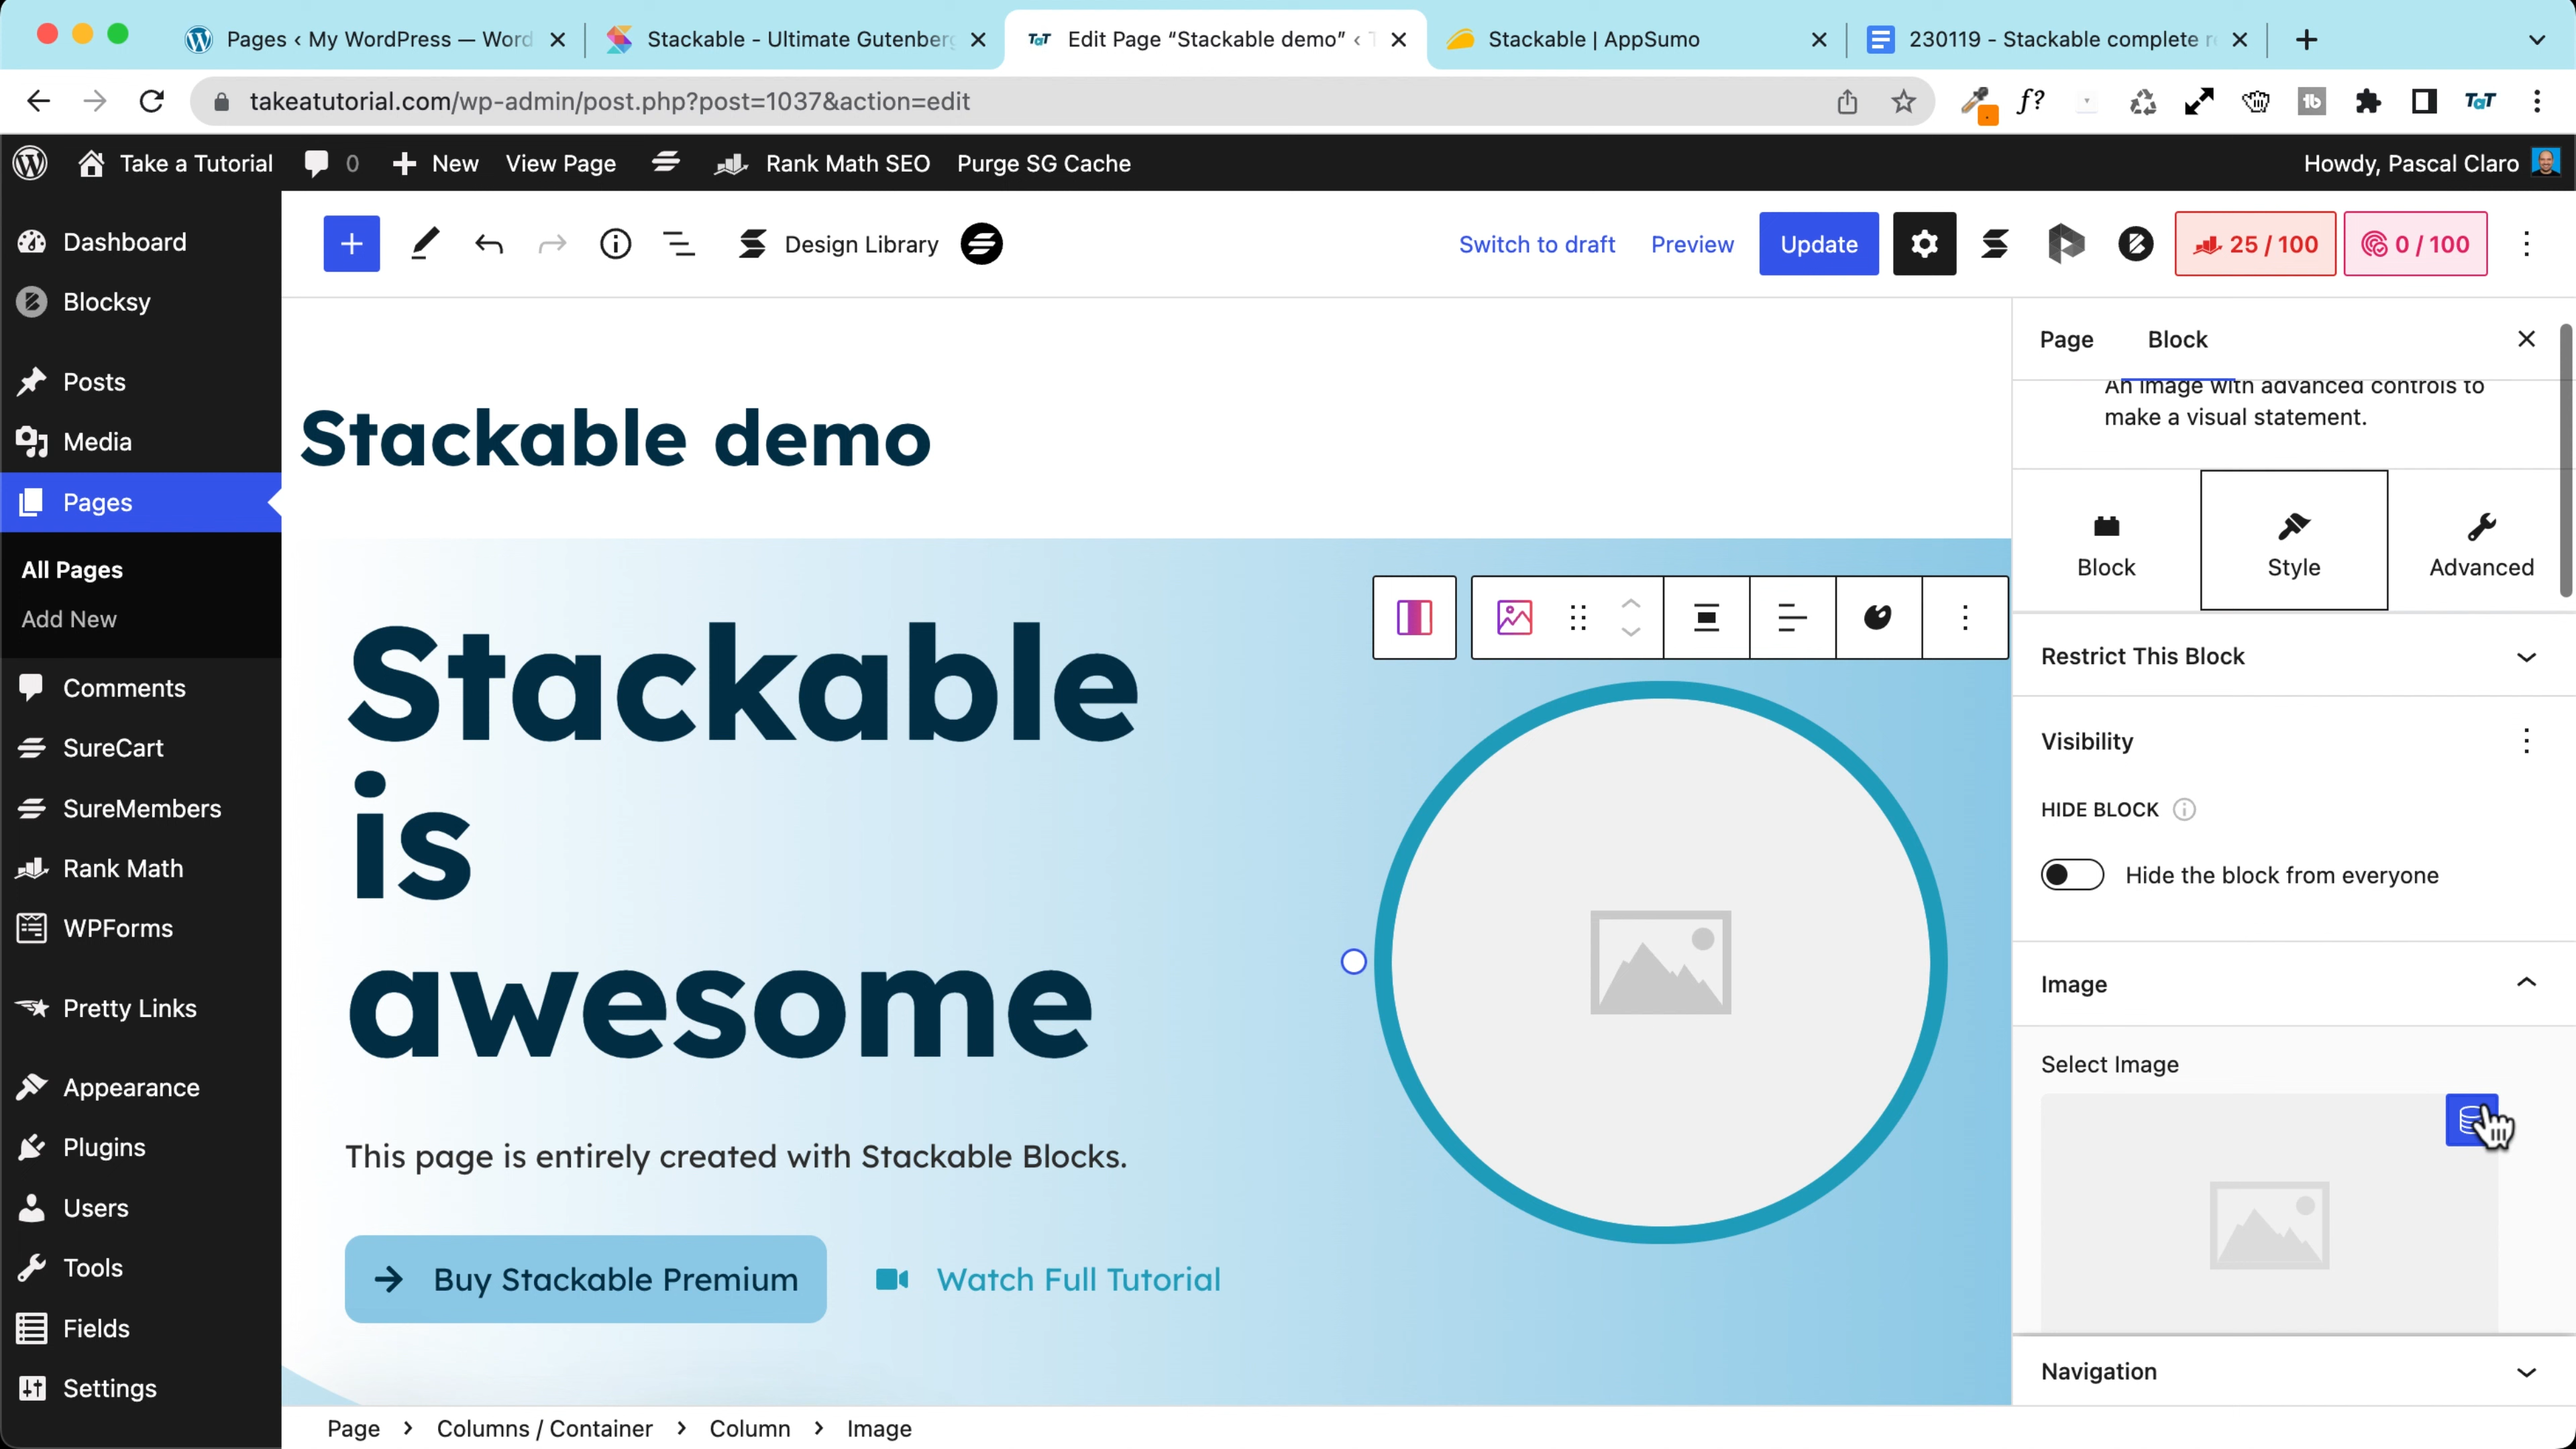 Pages ‹ My WordPress — Word
Stackable - Ultimate Gutenberg
TaT Edit Page “Stackable demo” ‹ T
Stackable | AppSumo
230119 - Stackable complete re
takeatutorial.com/wp-admin/post.php?post=1037&action=edit
f? tb TaT
Take a Tutorial 0 New View Page Rank Math SEO Purge SG Cache Howdy, Pascal Claro
Dashboard
Blocksy
Posts
Media
Pages
All Pages
Add New
Comments
SureCart
SureMembers
Rank Math
WPForms
Pretty Links
Appearance
Plugins
Users
Tools
Fields
Settings
Design Library Switch to draft Preview Update 25 / 100 0 / 100
Stackable demo
Stackable
is
awesome
This page is entirely created with Stackable Blocks.
Buy Stackable Premium Watch Full Tutorial
Page Block
An image with advanced controls to
make a visual statement.
Block Style Advanced
Restrict This Block
Visibility
HIDE BLOCK
Hide the block from everyone
Image
Select Image
Navigation
Page › Columns / Container › Column › Image